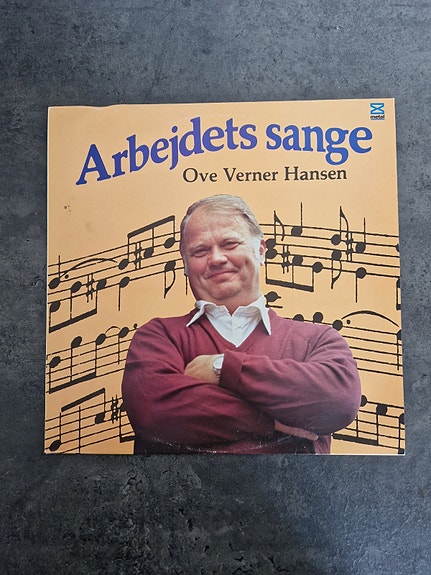 metal
Arbejdets sange
Ove Verner Hansen